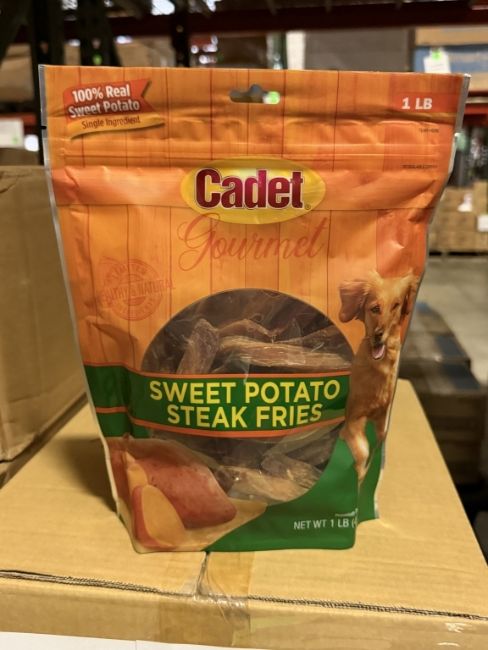 100% Real
Sweet Potato
Single Ingredient
1 LB
Cadet
Gourmet
SWEET POTATO
STEAK FRIES
NET WT 1 LB